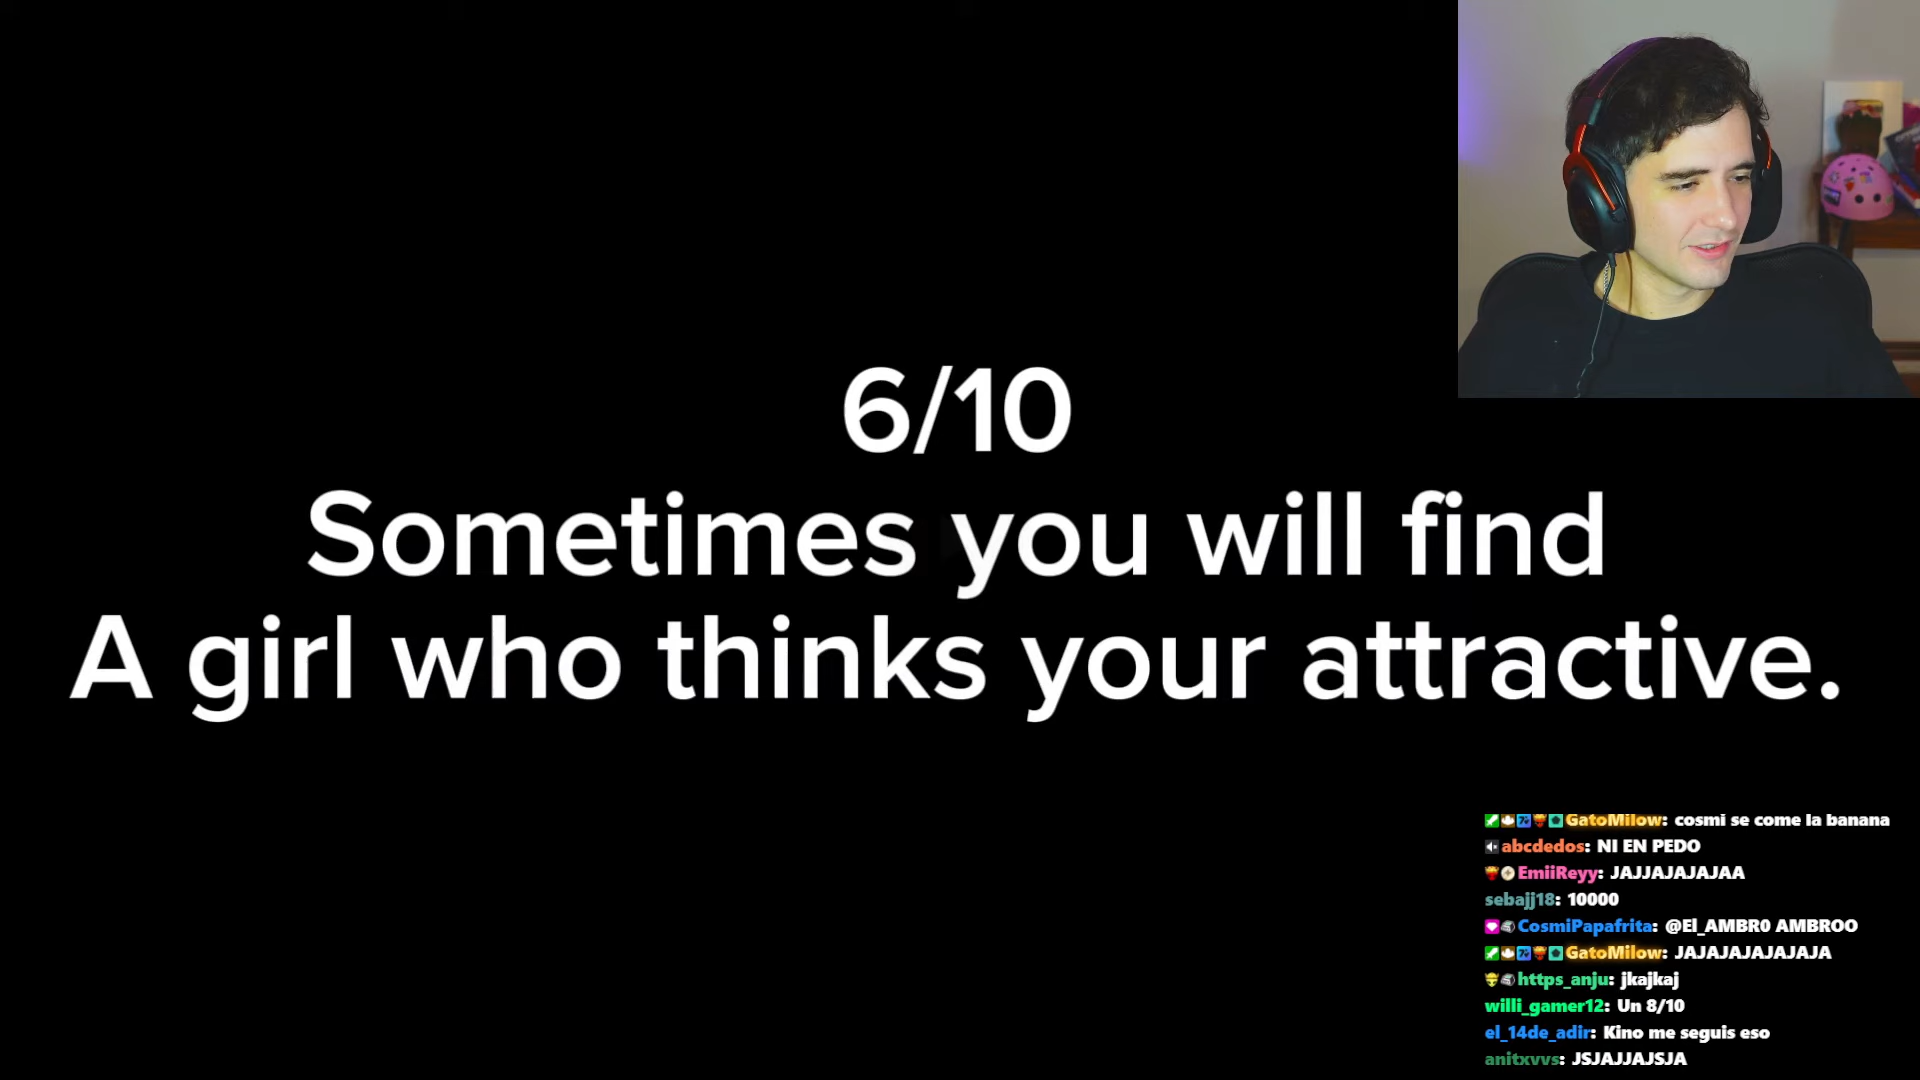 6/10
Sometimes you will find
A girl who thinks your attractive.
GatoMilow: cosmi se come la banana
abcdedos: NI EN PEDO
EmiiReyy: JAJJAJAJAJAA
sebajj18: 10000
CosmiPapafrita: @El_AMBR0 AMBROO
GatoMilow: JAJAJAJAJAJAJA
https_anju: jkajkaj
willi_gamer12: Un 8/10
el_14de_adir: Kino me seguis eso
anitxvvs: JSJAJJAJSJA